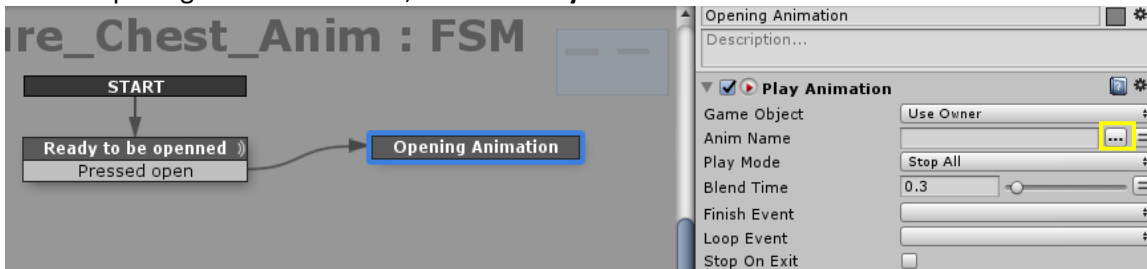 ure_Chest_Anim : FSM
START
Ready to be openned
Pressed open
Opening Animation
Opening Animation
Description...
Play Animation
Game Object Use Owner
Anim Name ...
Play Mode Stop All
Blend Time 0.3
Finish Event
Loop Event
Stop On Exit